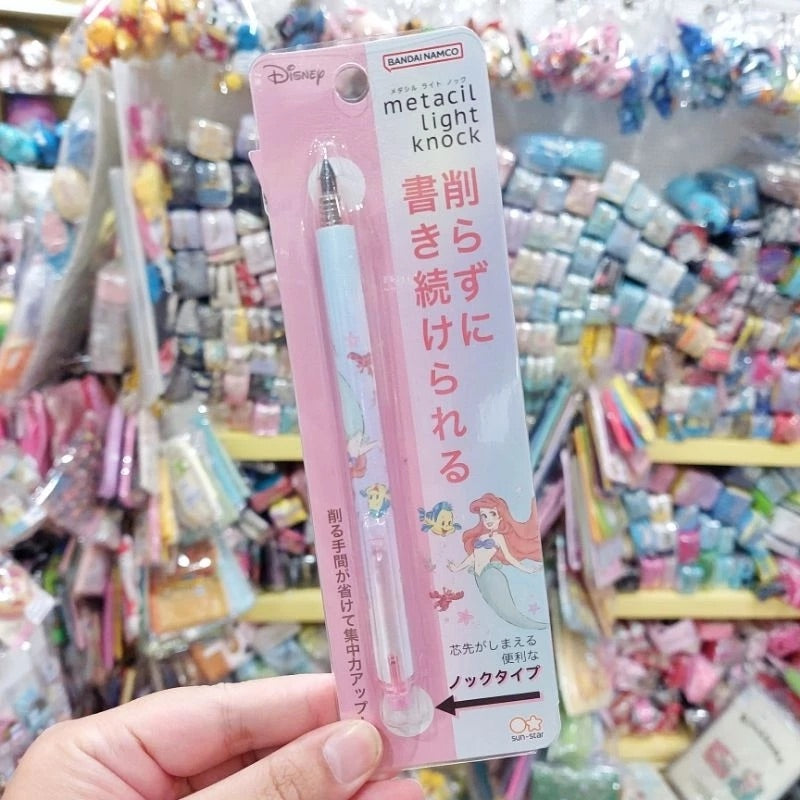 Disney
BANDAI NAMCO
メタシル ライト ノック
metacil
light
knock
削らずに
書き続けられる
削る手間が省けて集中力アップ
芯先がしまえる
便利な
ノックタイプ
sun-star